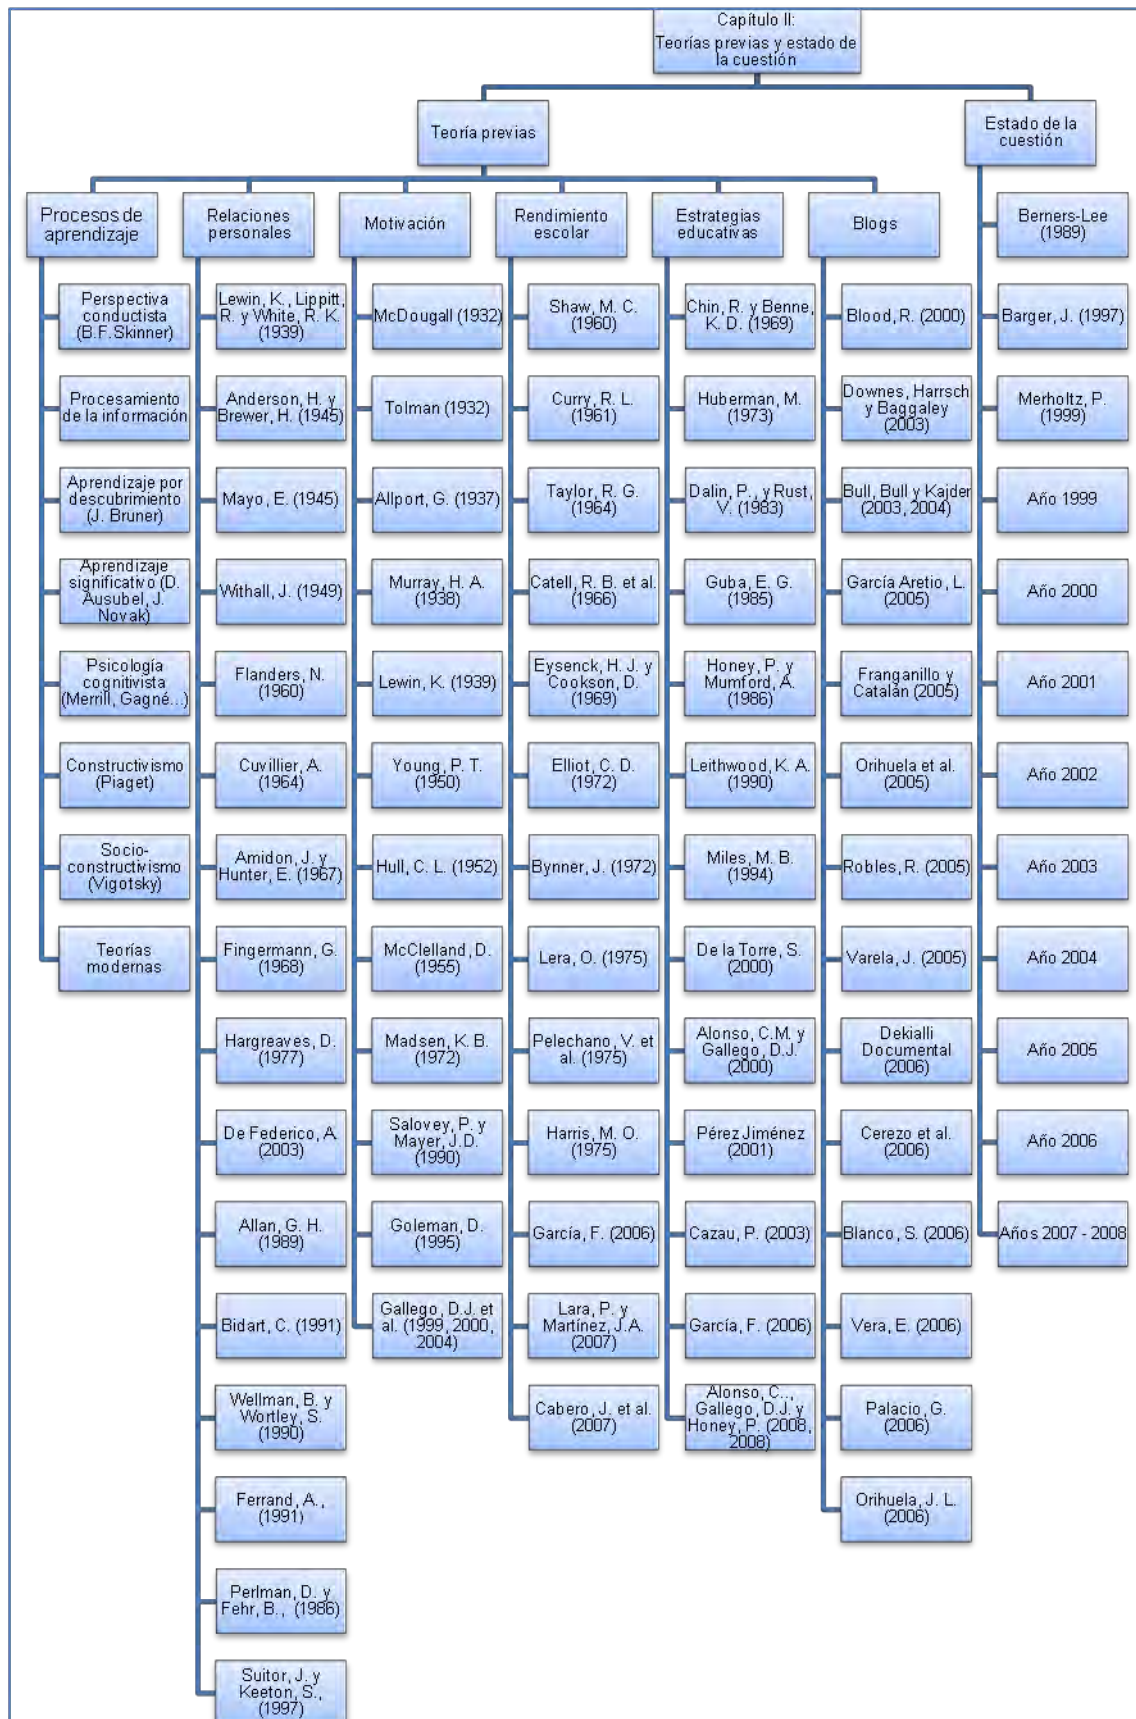 Capítulo II:
Teorías previas y estado de
la cuestión
Teoría previas
Estado de la
cuestión
Procesos de
aprendizaje
Perspectiva
conductista
(B.F.Skinner)
Procesamiento
de la información
Aprendizaje por
descubrimiento
(J. Bruner)
Aprendizaje
significativo (D.
Ausubel, J.
Novak)
Psicología
cognitivista
(Merrill, Gagné...)
Constructivismo
(Piaget)
Socio-
constructivismo
(Vigotsky)
Teorías
modernas
Relaciones
personales
Lewin, K., Lippitt,
R. y White, R. K.
(1939)
Anderson, H. y
Brewer, H. (1945)
Mayo, E. (1945)
Withall, J. (1949)
Flanders, N.
(1960)
Cuvillier, A.
(1964)
Amidon, J. y
Hunter, E. (1967)
Fingermann, G.
(1968)
Hargreaves, D.
(1977)
De Federico, A.
(2003)
Allan, G. H.
(1989)
Bidart, C. (1991)
Wellman, B. y
Wortley, S.
(1990)
Ferrand, A.,
(1991)
Perlman, D. y
Fehr, B., (1986)
Suitor, J. y
Keeton, S.,
(1997)
Motivación
McDougall (1932)
Tolman (1932)
Allport, G. (1937)
Murray, H. A.
(1938)
Lewin, K. (1939)
Young, P. T.
(1950)
Hull, C. L. (1952)
McClelland, D.
(1955)
Madsen, K. B.
(1972)
Salovey, P. y
Mayer, J.D.
(1990)
Goleman, D.
(1995)
Gallego, D.J. et
al. (1999, 2000,
2004)
Rendimiento
escolar
Shaw, M. C.
(1960)
Curry, R. L.
(1961)
Taylor, R. G.
(1964)
Catell, R. B. et al.
(1966)
Eysenck, H. J. y
Cookson, D.
(1969)
Elliot, C. D.
(1972)
Bynner, J. (1972)
Lera, O. (1975)
Pelechano, V. et
al. (1975)
Harris, M. O.
(1975)
García, F. (2006)
Lara, P. y
Martínez, J.A.
(2007)
Cabero, J. et al.
(2007)
Estrategias
educativas
Chin, R. y Benne,
K. D. (1969)
Huberman, M.
(1973)
Dalin, P., y Rust,
V. (1983)
Guba, E. G.
(1985)
Honey, P. y
Mumford, A.
(1986)
Leithwood, K. A.
(1990)
Miles, M. B.
(1994)
De la Torre, S.
(2000)
Alonso, C.M. y
Gallego, D.J.
(2000)
Pérez Jiménez
(2001)
Cazau, P. (2003)
García, F. (2006)
Alonso, C..,
Gallego, D.J. y
Honey, P. (2008,
2008)
Blogs
Blood, R. (2000)
Downes, Harrsch
y Baggaley
(2003)
Bull, Bull y Kajder
(2003, 2004)
García Aretio, L.
(2005)
Franganillo y
Catalán (2005)
Orihuela et al.
(2005)
Robles, R. (2005)
Varela, J. (2005)
Dekialli
Documental
(2006)
Cerezo et al.
(2006)
Blanco, S. (2006)
Vera, E. (2006)
Palacio, G.
(2006)
Orihuela, J. L.
(2006)
Berners-Lee
(1989)
Barger, J. (1997)
Merholtz, P.
(1999)
Año 1999
Año 2000
Año 2001
Año 2002
Año 2003
Año 2004
Año 2005
Año 2006
Años 2007 - 2008